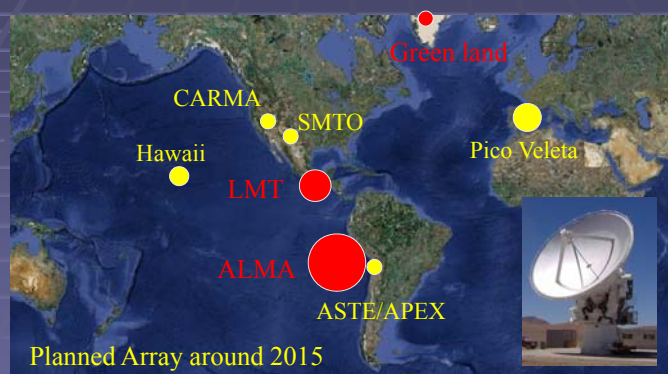 Green land
CARMA
SMTO
Hawaii
Pico Veleta
LMT
ALMA
ASTE/APEX
Planned Array around 2015